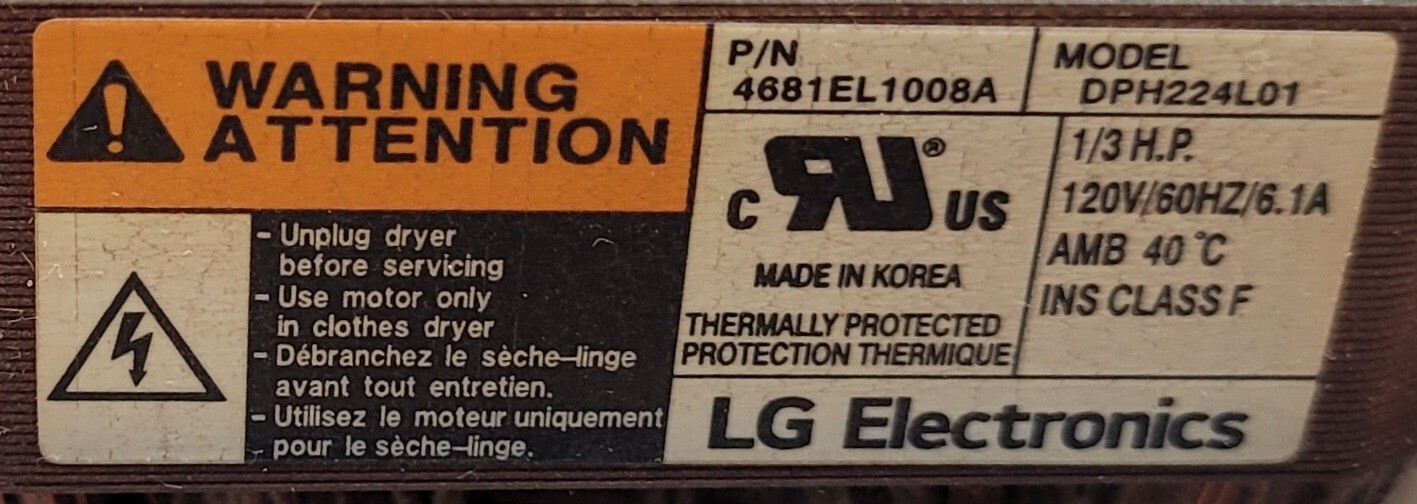 WARNING
ATTENTION
- Unplug dryer
before servicing
- Use motor only
in clothes dryer
- Débranchez le sèche-linge
avant tout entretien.
- Utilisez le moteur uniquement
pour le sèche-linge.
P/N
4681EL1008A
MODEL
DPH224L01
c RU® US
MADE IN KOREA
THERMALLY PROTECTED
PROTECTION THERMIQUE
1/3 H.P.
120V/60HZ/6.1A
AMB 40 °C
INS CLASS F
LG Electronics